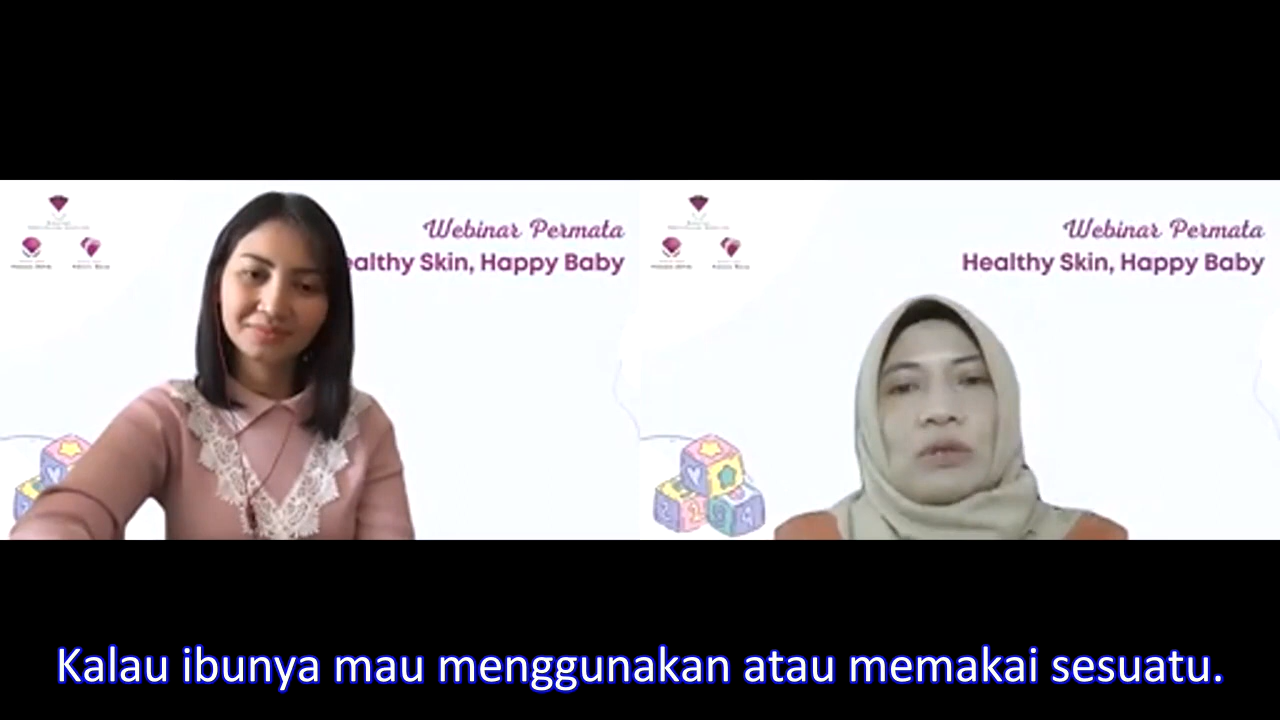 Webinar Permata
ealthy Skin, Happy Baby
Webinar Permata
Healthy Skin, Happy Baby
Kalau ibunya mau menggunakan atau memakai sesuatu.